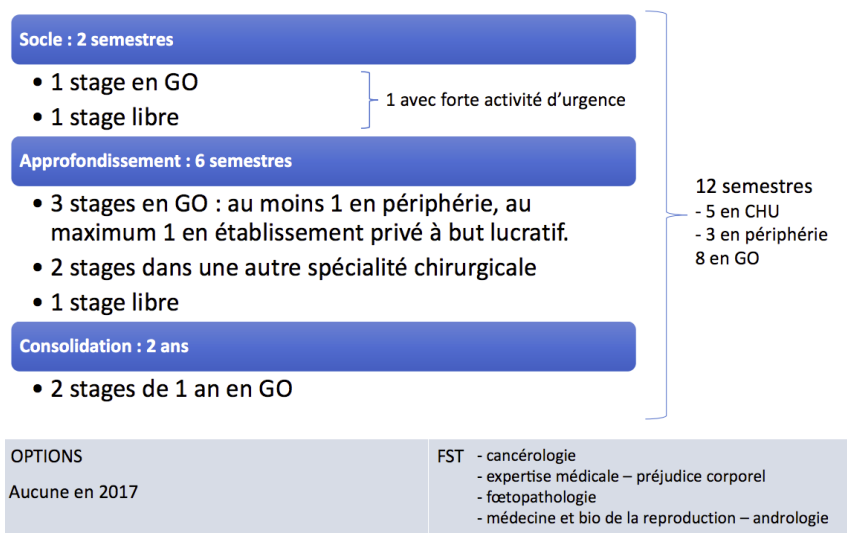 Socle : 2 semestres
• 1 stage en GO
• 1 stage libre
1 avec forte activité d’urgence
Approfondissement : 6 semestres
• 3 stages en GO : au moins 1 en périphérie, au
maximum 1 en établissement privé à but lucratif.
• 2 stages dans une autre spécialité chirurgicale
• 1 stage libre
Consolidation : 2 ans
• 2 stages de 1 an en GO
12 semestres
- 5 en CHU
- 3 en périphérie
8 en GO
OPTIONS
Aucune en 2017
FST - cancérologie
- expertise médicale – préjudice corporel
- fœtopathologie
- médecine et bio de la reproduction – andrologie